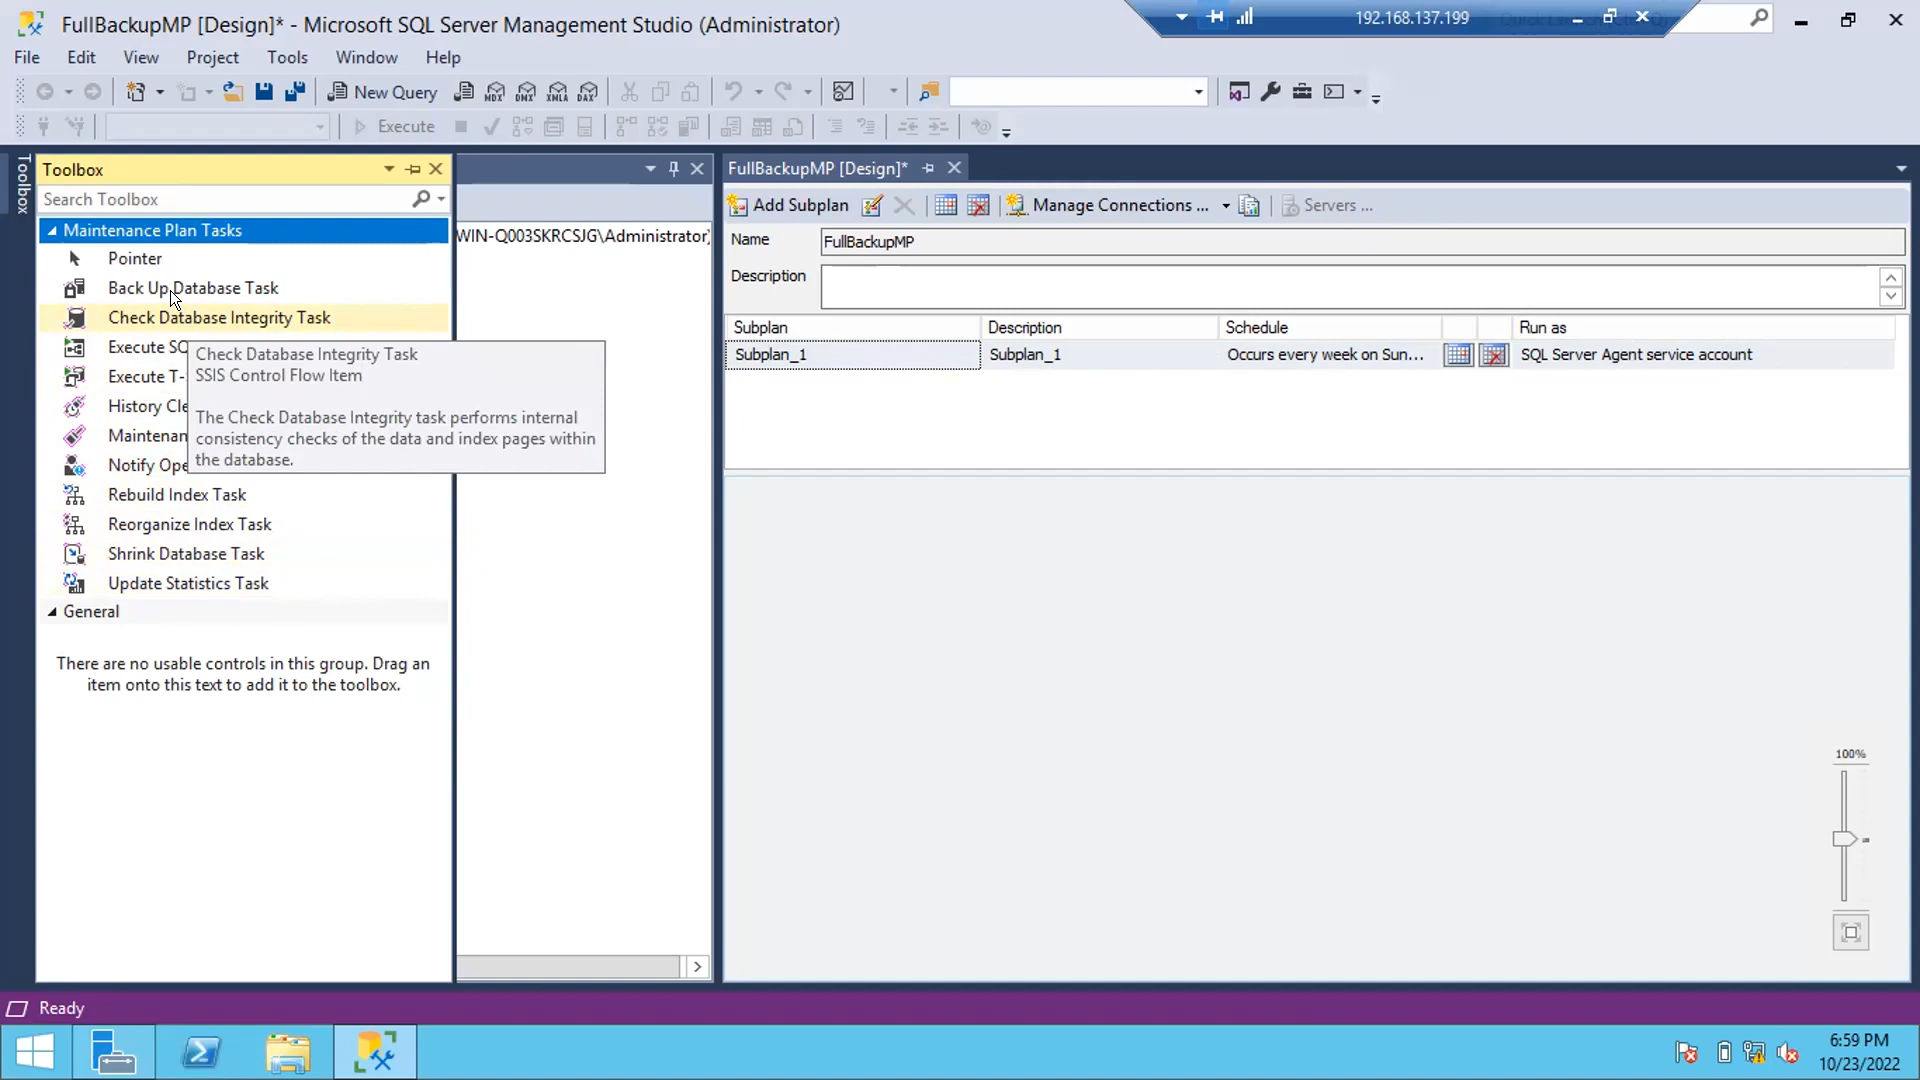 FullBackupMP [Design]* - Microsoft SQL Server Management Studio (Administrator)
192.168.137.199
File Edit View Project Tools Window Help
New Query
MDX DMX XMLA DAX
Execute
Toolbox
Toolbox
Search Toolbox
Maintenance Plan Tasks
Pointer
Back Up Database Task
Check Database Integrity Task
Execute SQ
Execute T-
History Cle
Maintenan
Notify Ope
Rebuild Index Task
Reorganize Index Task
Shrink Database Task
Update Statistics Task
General
There are no usable controls in this group. Drag an
item onto this text to add it to the toolbox.
Check Database Integrity Task
SSIS Control Flow Item
The Check Database Integrity task performs internal
consistency checks of the data and index pages within
the database.
WIN-Q003SKRCSJG\Administrator)
FullBackupMP [Design]*
Add Subplan Manage Connections ... Servers ...
Name FullBackupMP
Description
Subplan Description Schedule Run as
Subplan_1 Subplan_1 Occurs every week on Sun... SQL Server Agent service account
100%
Ready
6:59 PM
10/23/2022